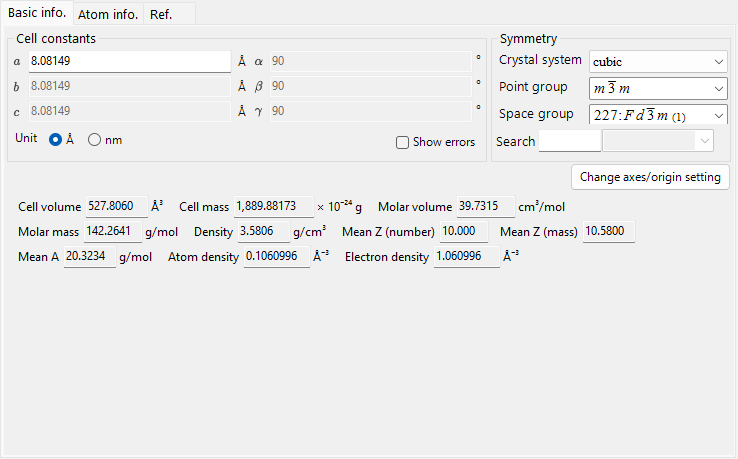 Basic info. Atom info. Ref.
Cell constants
a 8.08149 Å α 90 °
b 8.08149 Å β 90 °
c 8.08149 Å γ 90 °
Unit Å nm Show errors
Symmetry
Crystal system cubic
Point group m 3̅ m
Space group 227: F d 3̅ m (1)
Search
Change axes/origin setting
Cell volume 527.8060 Å³ Cell mass 1,889.88173 × 10⁻²⁴ g Molar volume 39.7315 cm³/mol
Molar mass 142.2641 g/mol Density 3.5806 g/cm³ Mean Z (number) 10.000 Mean Z (mass) 10.5800
Mean A 20.3234 g/mol Atom density 0.1060996 Å⁻³ Electron density 1.060996 Å⁻³